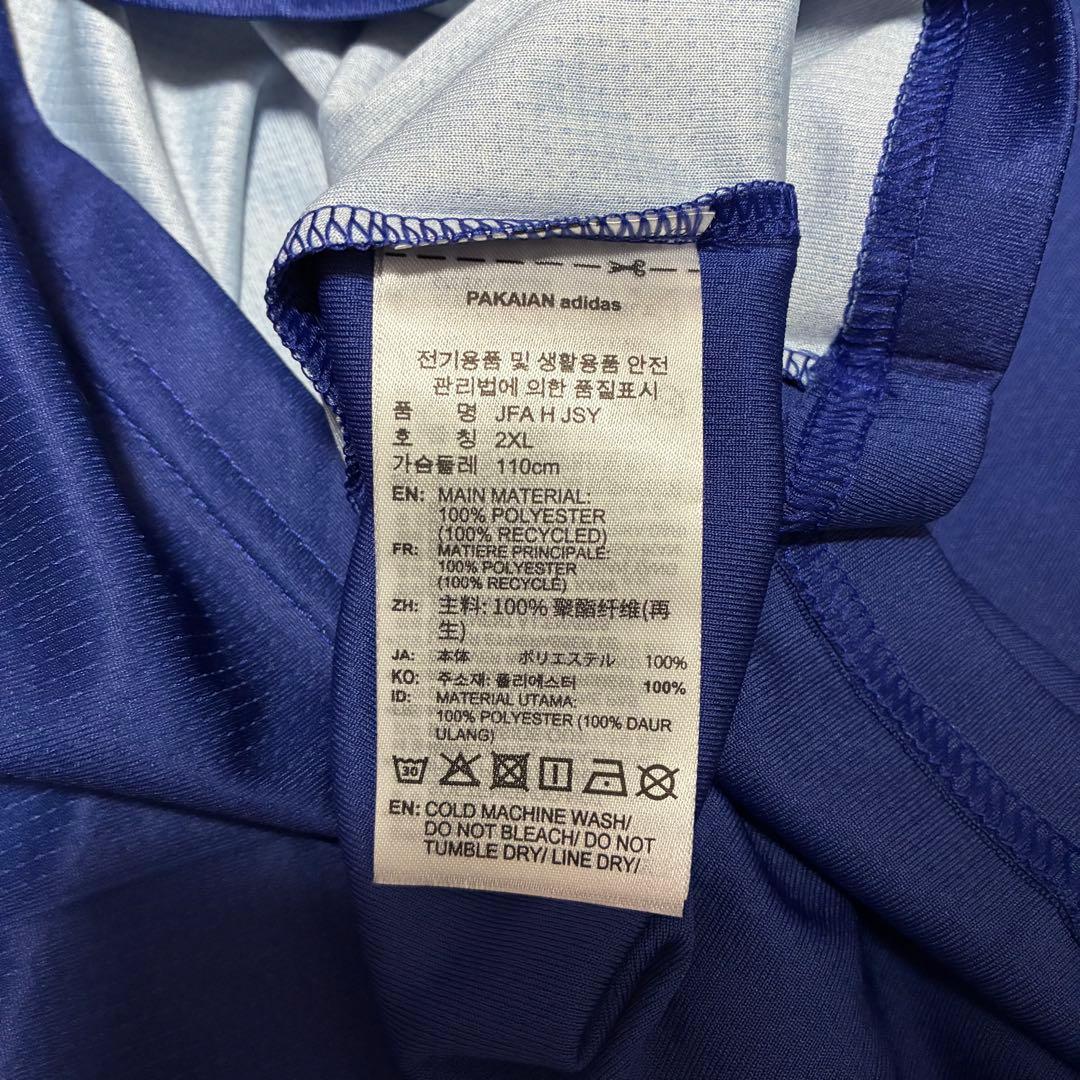 PAKAIAN adidas
전기용품 및 생활용품 안전
관리법에 의한 품질표시
품 명 JFA H JSY
호 칭 2XL
가슴둘레 110cm
EN: MAIN MATERIAL:
100% POLYESTER
(100% RECYCLED)
FR: MATIERE PRINCIPALE:
100% POLYESTER
(100% RECYCLÉ)
ZH: 主料: 100% 聚酯纤维(再
生)
JA: 本体 ポリエステル 100%
KO: 주소재: 폴리에스터 100%
ID: MATERIAL UTAMA:
100% POLYESTER (100% DAUR
ULANG)
30
EN: COLD MACHINE WASH/
DO NOT BLEACH/ DO NOT
TUMBLE DRY/ LINE DRY/